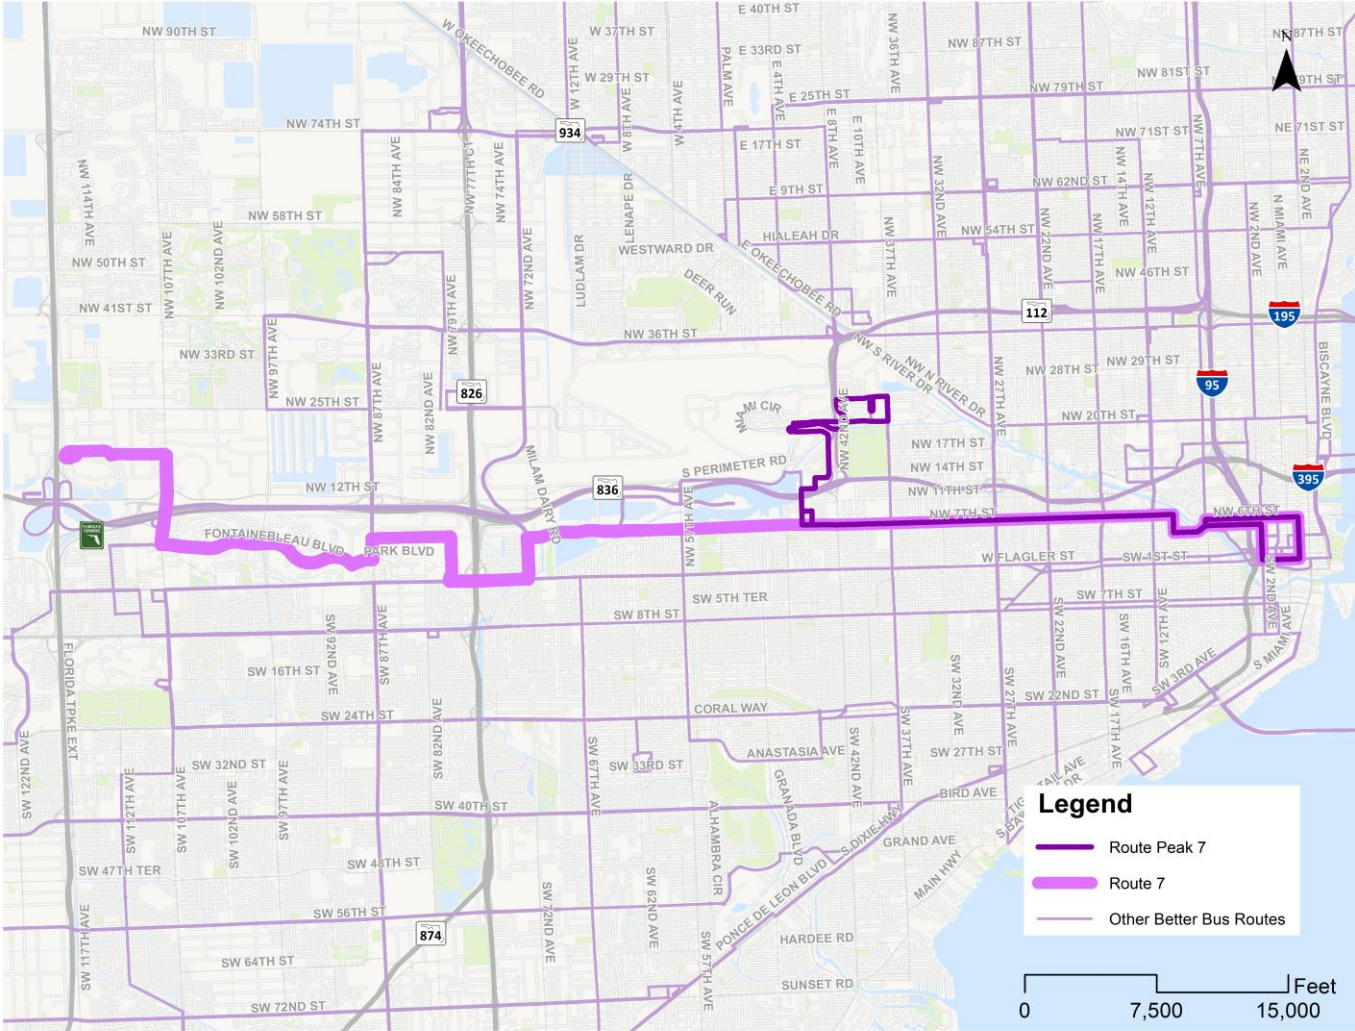 E 40TH ST
NW 90TH ST
W OKEECHOBEE RD
W 37TH ST
W 12TH AVE
E 33RD ST
PALM AVE
E 4TH AVE
NW 36TH AVE
NW 87TH ST
N
NW 81ST ST
W 29TH ST
W 8TH AVE
W 4TH AVE
E 25TH ST
NW 79TH ST
NW 74TH ST
934
E 17TH ST
E 8TH AVE
E 10TH AVE
NW 71ST ST
NE 71ST ST
NW 7TH AVE
NE 2ND AVE
NW 114TH AVE
NW 84TH AVE
NW 77TH CT
NW 74TH AVE
LENAPE DR
E 9TH ST
NW 32ND AVE
NW 62ND ST
NW 14TH AVE
NW 12TH AVE
NW 58TH ST
NW 107TH AVE
NW 102ND AVE
NW 72ND AVE
LUDLAM DR
WESTWARD DR
HIALEAH DR
NW 37TH AVE
NW 54TH ST
NW 22ND AVE
NW 17TH AVE
NW 2ND AVE
N MIAMI AVE
NW 50TH ST
E OKEECHOBEE RD
DEER RUN
NW 46TH ST
NW 41ST ST
NW 79TH AVE
NW 36TH ST
112
195
NW 33RD ST
NW 97TH AVE
NW 87TH AVE
NW 82ND AVE
NW S RIVER DR
NW N RIVER DR
NW 27TH AVE
NW 28TH ST
NW 29TH ST
BISCAYNE BLVD
95
826
NW 25TH ST
MIAMI CIR
NW 42ND AVE
NW 20TH ST
NW 17TH ST
MILAM DARY RD
S PERIMETER RD
NW 14TH ST
NW 12TH ST
836
NW 57TH AVE
NW 11TH ST
395
NW 7TH ST
NW 6TH ST
FONTAINEBLEAU BLVD
PARK BLVD
W FLAGLER ST
SW 1ST ST
SW 2ND AVE
SW 5TH TER
SW 7TH ST
SW 8TH ST
SW 92ND AVE
SW 87TH AVE
SW 22ND AVE
SW 16TH AVE
SW 12TH AVE
S MIAMI AVE
FLORIDA TPKE EXT
SW 16TH ST
SW 32ND AVE
SW 27TH AVE
SW 3RD AVE
SW 22ND ST
SW 17TH AVE
SW 24TH ST
CORAL WAY
SW 122ND AVE
SW 82ND AVE
SW 67TH AVE
ANASTASIA AVE
SW 42ND AVE
SW 37TH AVE
SW 27TH ST
SW 32ND ST
SW 33RD ST
SW 112TH AVE
SW 107TH AVE
SW 102ND AVE
SW 97TH AVE
SW 40TH ST
ALHAMBRA CIR
GRANADA BLVD
BIRD AVE
S DIXIE HWY
GRAND AVE
MAIN HWY
SW 47TH TER
SW 48TH ST
SW 72ND AVE
SW 62ND AVE
SW 56TH ST
874
PONCE DE LEON BLVD
HARDEE RD
SW 117TH AVE
SW 64TH ST
SW 57TH AVE
SUNSET RD
SW 72ND ST
Legend
Route Peak 7
Route 7
Other Better Bus Routes
Feet
0 7,500 15,000